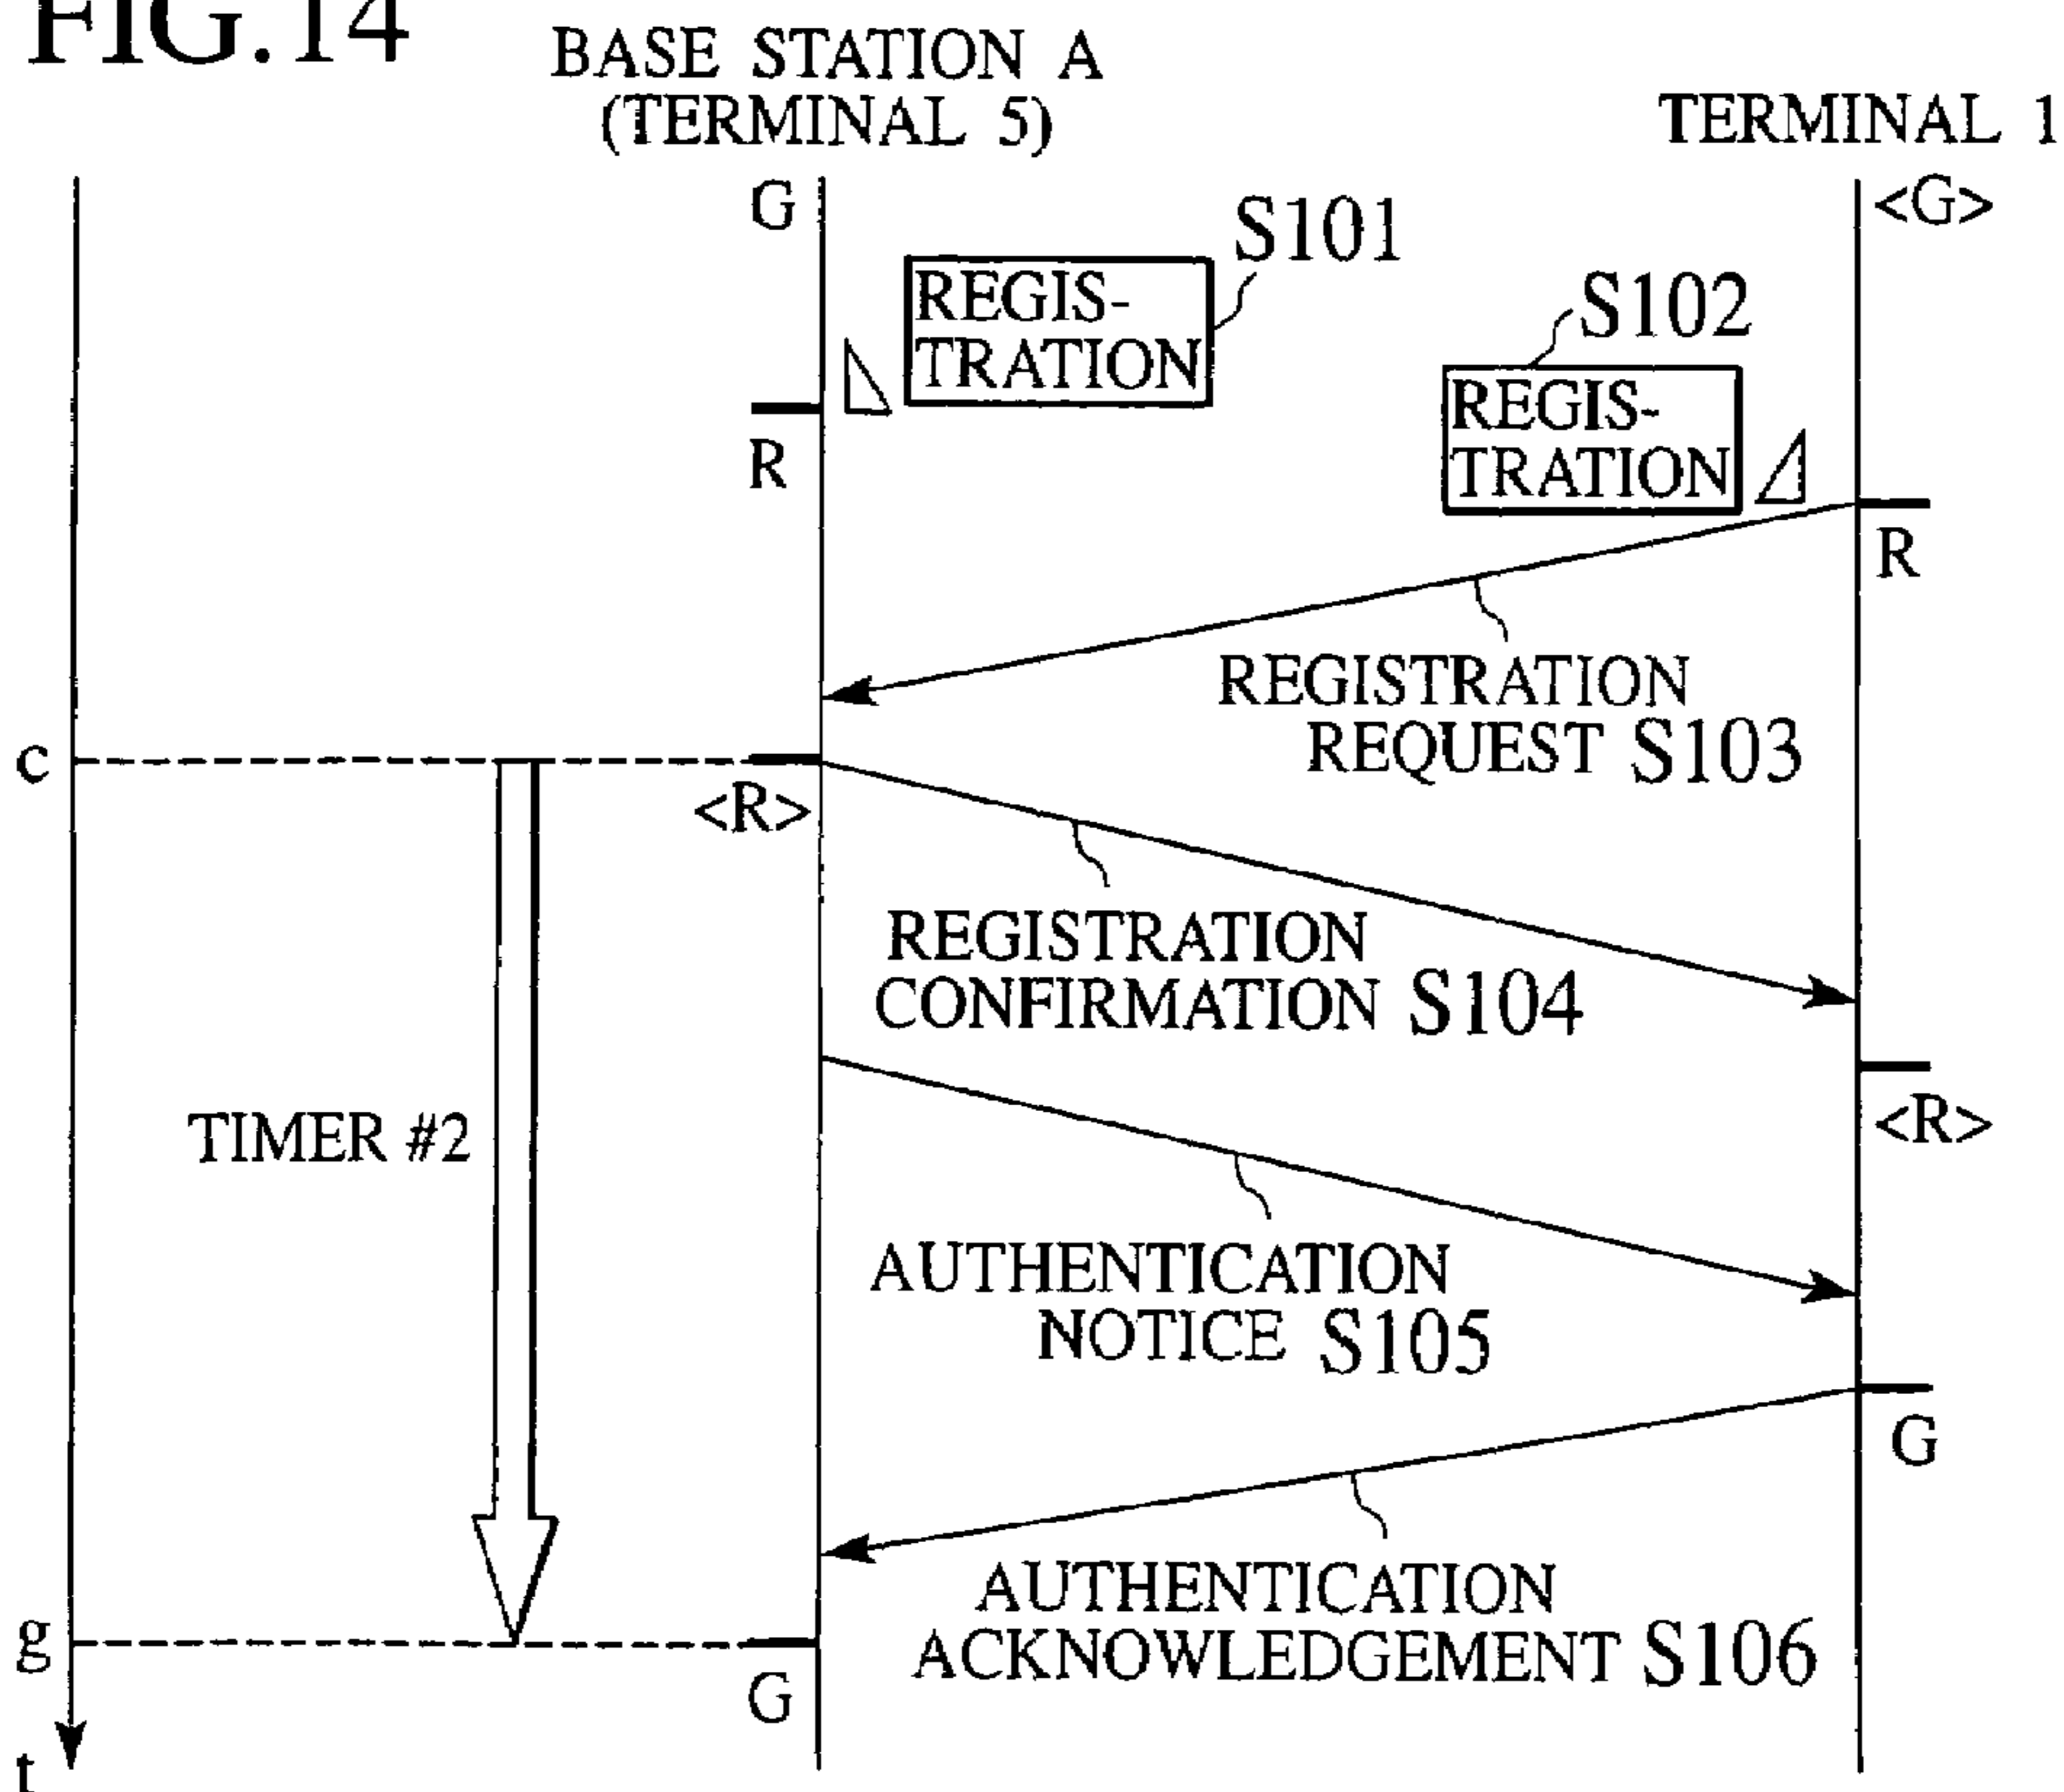 FIG.14
BASE STATION A
(TERMINAL 5)
TERMINAL 1
G
<G>
S101
REGIS-
TRATION
S102
REGIS-
TRATION
R
R
REGISTRATION
REQUEST S103
c
<R>
REGISTRATION
CONFIRMATION S104
TIMER #2
<R>
AUTHENTICATION
NOTICE S105
G
AUTHENTICATION
ACKNOWLEDGEMENT S106
g
G
t